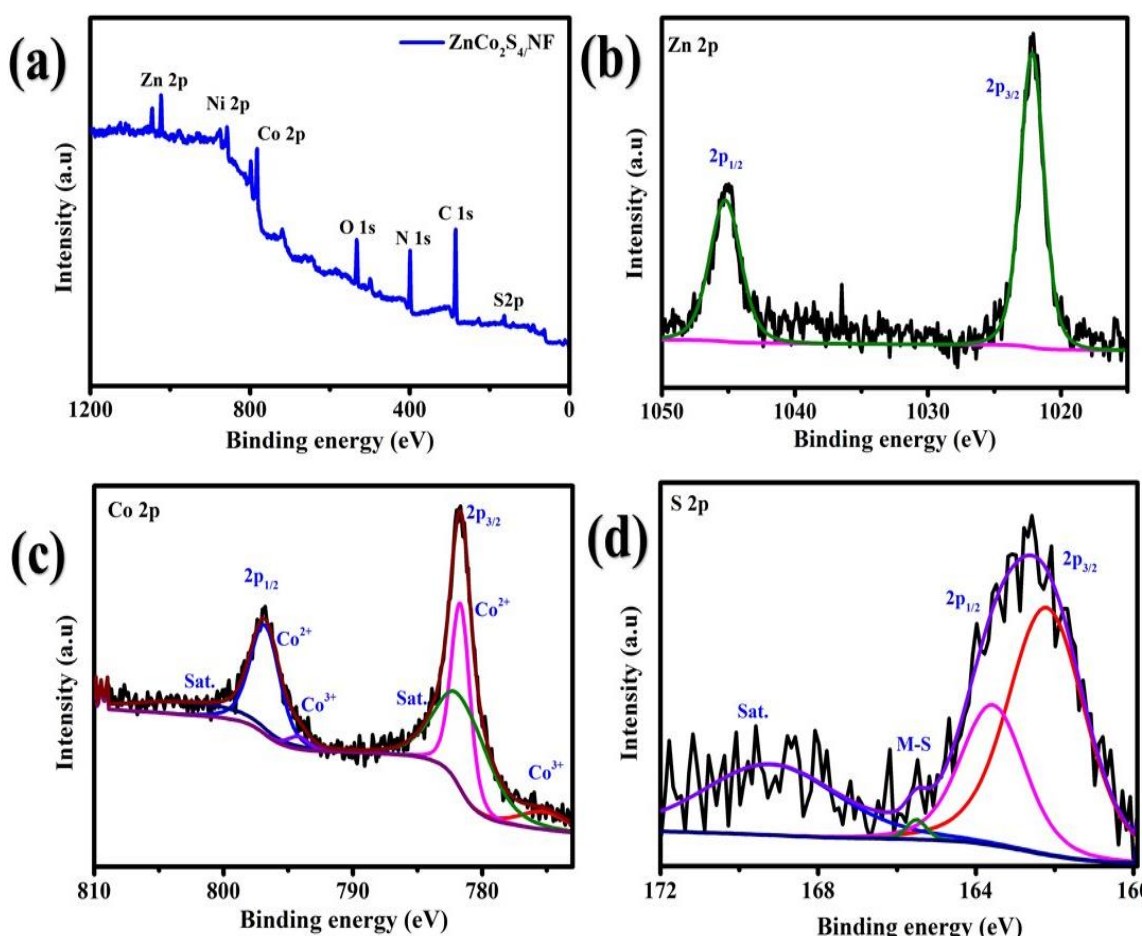 (a)
ZnCo₂S₄/NF
Zn 2p
Ni 2p
Co 2p
O 1s
N 1s
C 1s
S2p
Intensity (a.u)
1200 800 400 0
Binding energy (eV)
(b)
Zn 2p
2p₃/₂
2p₁/₂
Intensity (a.u)
1050 1040 1030 1020
Binding energy (eV)
(c)
Co 2p
2p₃/₂
2p₁/₂
Co²⁺
Co²⁺
Sat.
Co³⁺
Sat.
Co³⁺
Intensity (a.u)
810 800 790 780
Binding energy (eV)
(d)
S 2p
2p₃/₂
2p₁/₂
Sat.
M-S
Intensity (a.u)
172 168 164 160
Binding energy (eV)